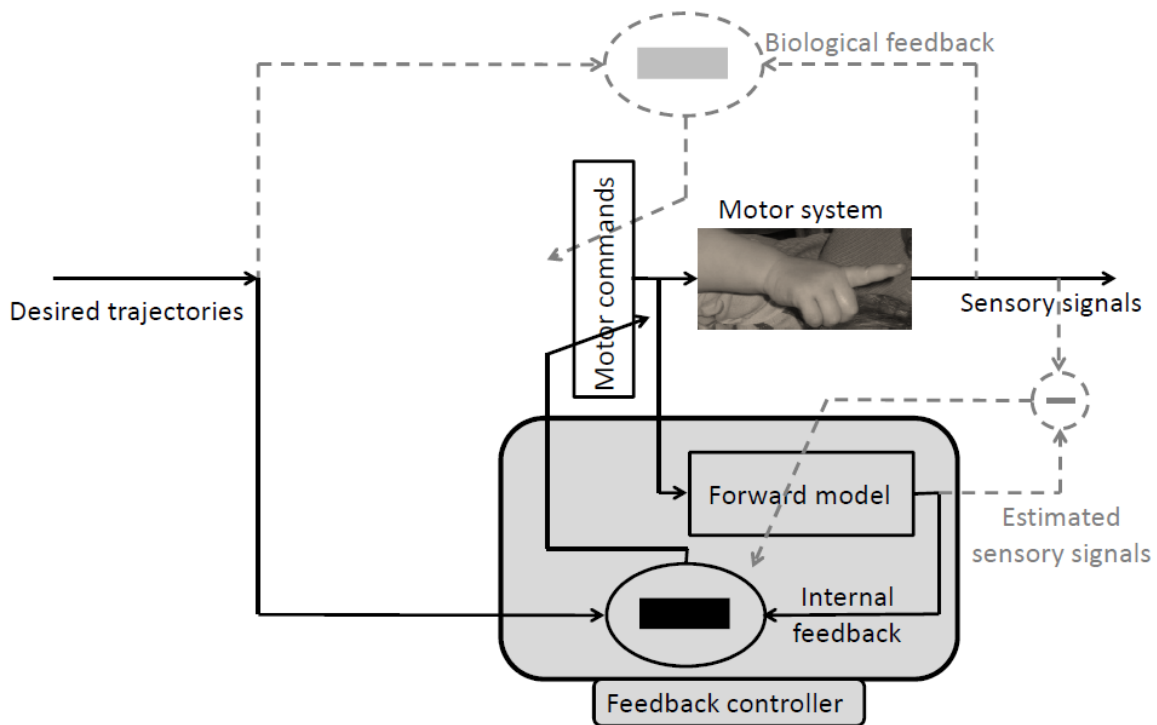 Biological feedback
Motor commands
Motor system
Desired trajectories
Sensory signals
Forward model
Estimated
sensory signals
Internal
feedback
Feedback controller